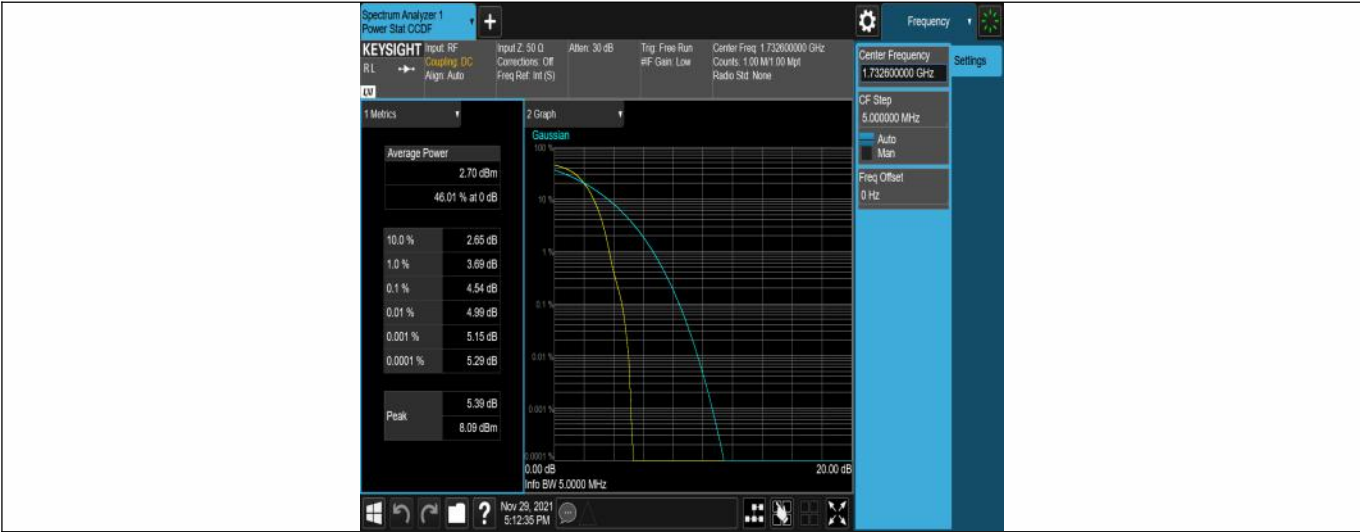 Spectrum Analyzer 1
Power Stat CCDF
+
Frequency
KEYSIGHT
RL
LXI
Input: RF
Coupling: DC
Align: Auto
Input Z: 50 Ω
Corrections: Off
Freq Ref: Int (S)
Atten: 30 dB
Trig: Free Run
#IF Gain: Low
Center Freq: 1.732600000 GHz
Counts: 1.00 M/1.00 Mpt
Radio Std: None
Center Frequency
1.732600000 GHz
Settings
CF Step
5.000000 MHz
Auto
Man
Freq Offset
0 Hz
1 Metrics
Average Power
2.70 dBm
46.01 % at 0 dB
10.0 % 2.65 dB
1.0 % 3.69 dB
0.1 % 4.54 dB
0.01 % 4.99 dB
0.001 % 5.15 dB
0.0001 % 5.29 dB
Peak
5.39 dB
8.09 dBm
2 Graph
Gaussian
100 %
10 %
1 %
0.1 %
0.01 %
0.001 %
0.0001 %
0.00 dB 20.00 dB
Info BW 5.0000 MHz
?
Nov 29, 2021
5:12:35 PM